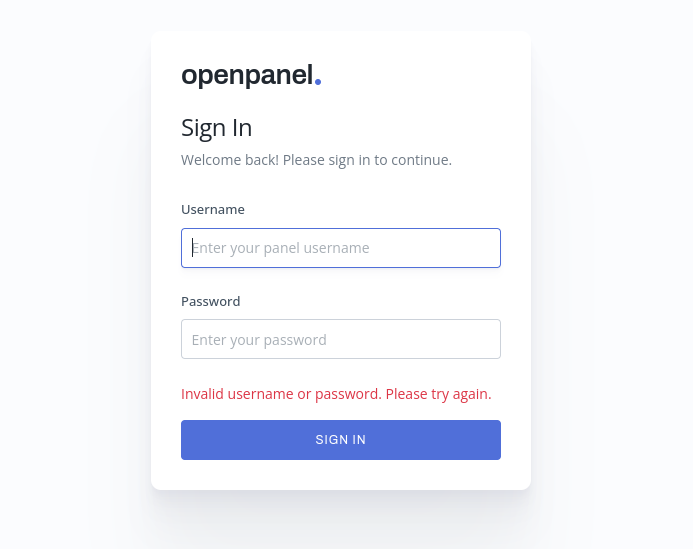 openpanel.
Sign In
Welcome back! Please sign in to continue.
Username
Enter your panel username
Password
Enter your password
Invalid username or password. Please try again.
SIGN IN